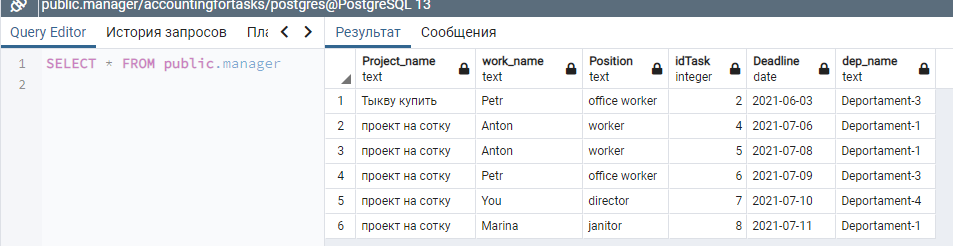 public.manager/accountingfortasks/postgres@PostgreSQL 13
Query Editor История запросов Пла Результат Сообщения
1 SELECT * FROM public.manager
2
Project_name work_name Position idTask Deadline dep_name
text text text integer date text
1 Тыкву купить Petr office worker 2 2021-06-03 Deportament-3
2 проект на сотку Anton worker 4 2021-07-06 Deportament-1
3 проект на сотку Anton worker 5 2021-07-08 Deportament-1
4 проект на сотку Petr office worker 6 2021-07-09 Deportament-3
5 проект на сотку You director 7 2021-07-10 Deportament-4
6 проект на сотку Marina janitor 8 2021-07-11 Deportament-1